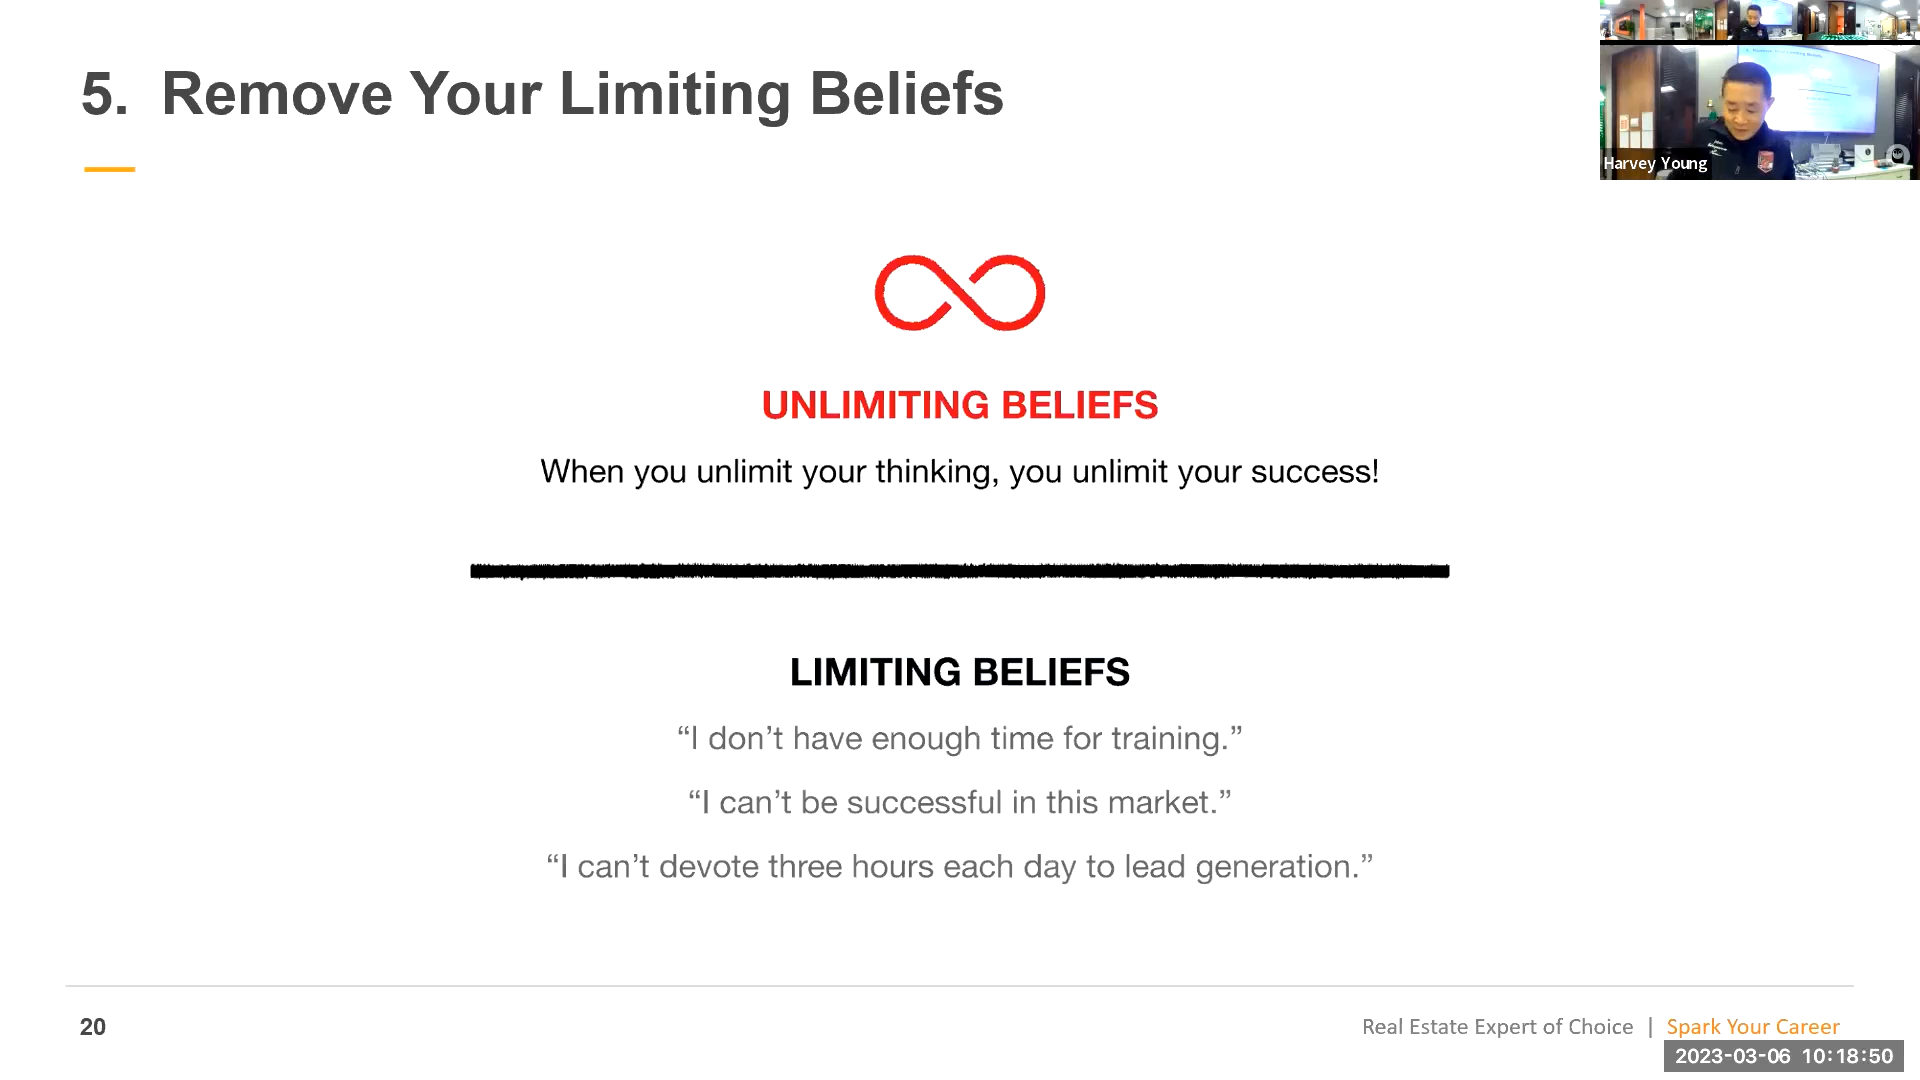 5. Remove Your Limiting Beliefs
Harvey Young
UNLIMITING BELIEFS
When you unlimit your thinking, you unlimit your success!
LIMITING BELIEFS
“I don’t have enough time for training.”
“I can’t be successful in this market.”
“I can’t devote three hours each day to lead generation.”
20
Real Estate Expert of Choice | Spark Your Career
2023-03-06 10:18:50